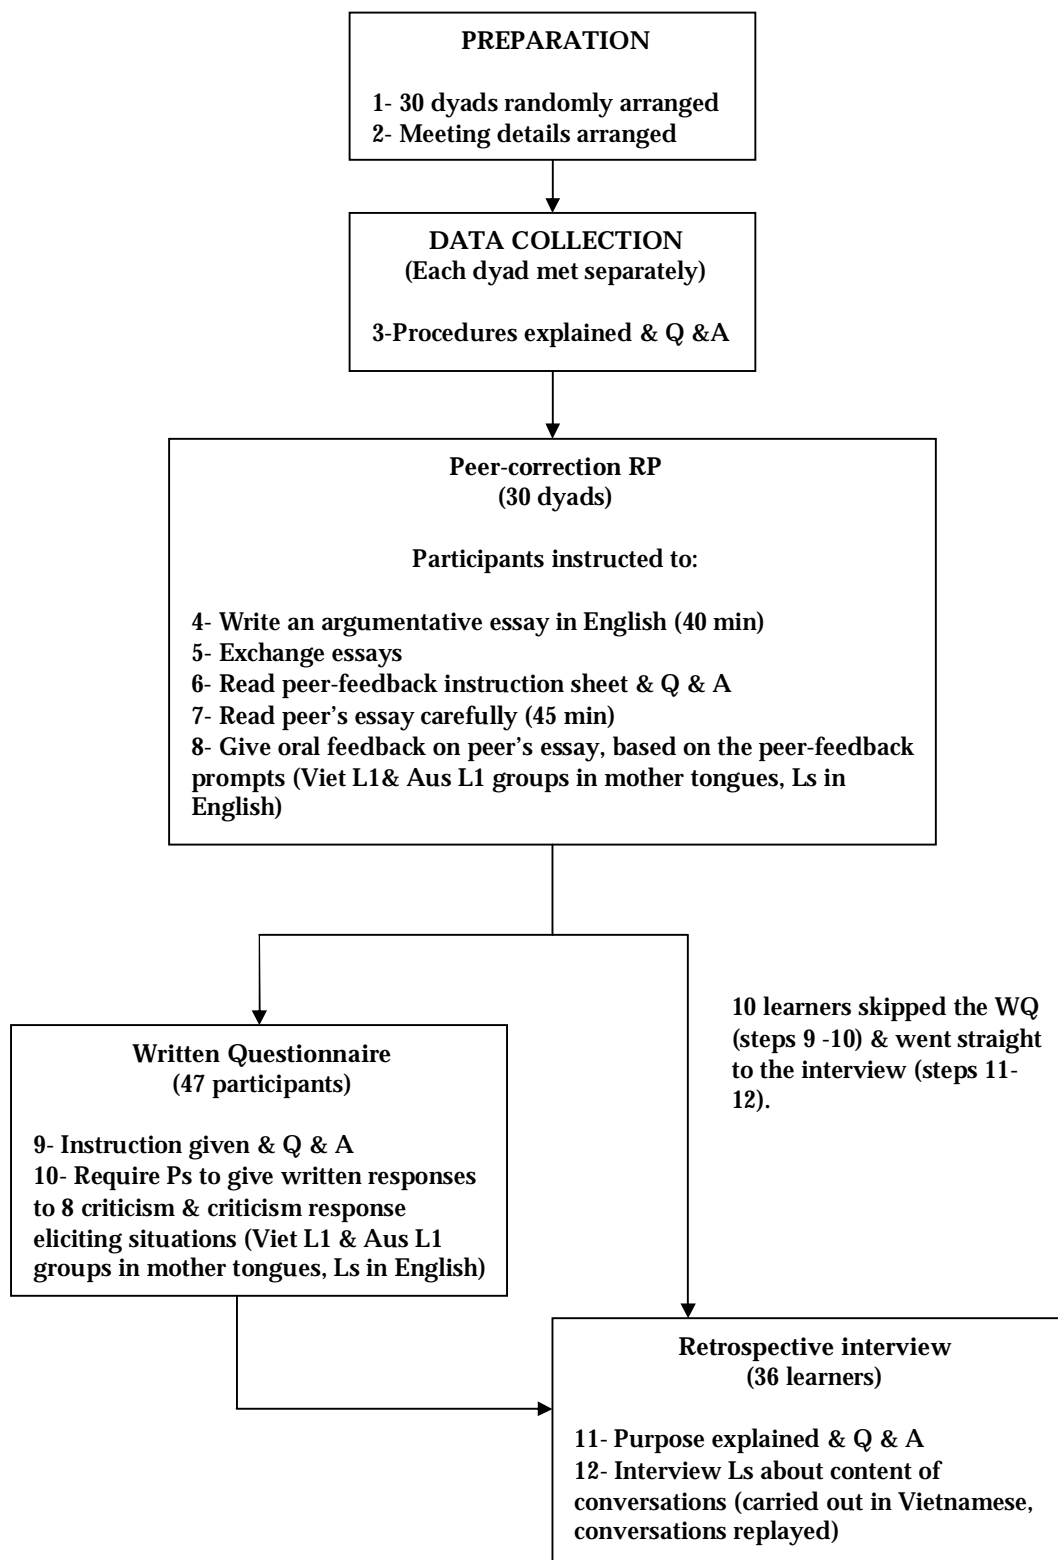 PREPARATION
1- 30 dyads randomly arranged
2- Meeting details arranged
DATA COLLECTION
(Each dyad met separately)
3-Procedures explained & Q &A
Peer-correction RP
(30 dyads)
Participants instructed to:
4- Write an argumentative essay in English (40 min)
5- Exchange essays
6- Read peer-feedback instruction sheet & Q & A
7- Read peer’s essay carefully (45 min)
8- Give oral feedback on peer’s essay, based on the peer-feedback
prompts (Viet L1& Aus L1 groups in mother tongues, Ls in
English)
10 learners skipped the WQ
(steps 9 -10) & went straight
to the interview (steps 11-
12).
Written Questionnaire
(47 participants)
9- Instruction given & Q & A
10- Require Ps to give written responses
to 8 criticism & criticism response
eliciting situations (Viet L1 & Aus L1
groups in mother tongues, Ls in English)
Retrospective interview
(36 learners)
11- Purpose explained & Q & A
12- Interview Ls about content of
conversations (carried out in Vietnamese,
conversations replayed)